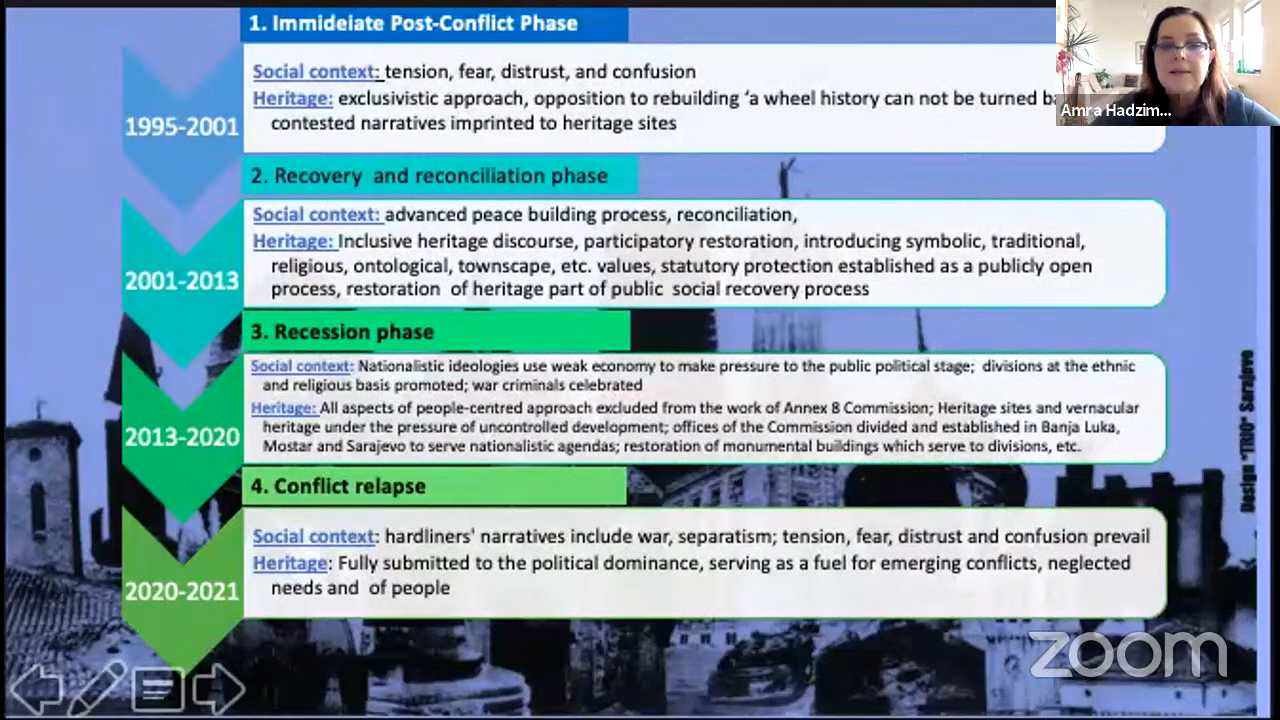 1. Immideiate Post-Conflict Phase
Social context: tension, fear, distrust, and confusion
Heritage: exclusivistic approach, opposition to rebuilding ‘a wheel history can not be turned
contested narratives imprinted to heritage sites
1995-2001
Amra Hadzim...
2. Recovery and reconciliation phase
Social context: advanced peace building process, reconciliation,
Heritage: Inclusive heritage discourse, participatory restoration, introducing symbolic, traditional,
religious, ontological, townscape, etc. values, statutory protection established as a publicly open
process, restoration of heritage part of public social recovery process
2001-2013
3. Recession phase
Social context: Nationalistic ideologies use weak economy to make pressure to the public political stage; divisions at the ethnic
and religious basis promoted; war criminals celebrated
Heritage: All aspects of people-centred approach excluded from the work of Annex 8 Commission; Heritage sites and vernacular
heritage under the pressure of uncontrolled development; offices of the Commission divided and established in Banja Luka,
Mostar and Sarajevo to serve nationalistic agendas; restoration of monumental buildings which serve to divisions, etc.
2013-2020
4. Conflict relapse
Social context: hardliners' narratives include war, separatism; tension, fear, distrust and confusion prevail
Heritage: Fully submitted to the political dominance, serving as a fuel for emerging conflicts, neglected
needs and of people
2020-2021
Design "TRIO" Sarajevo
zoom